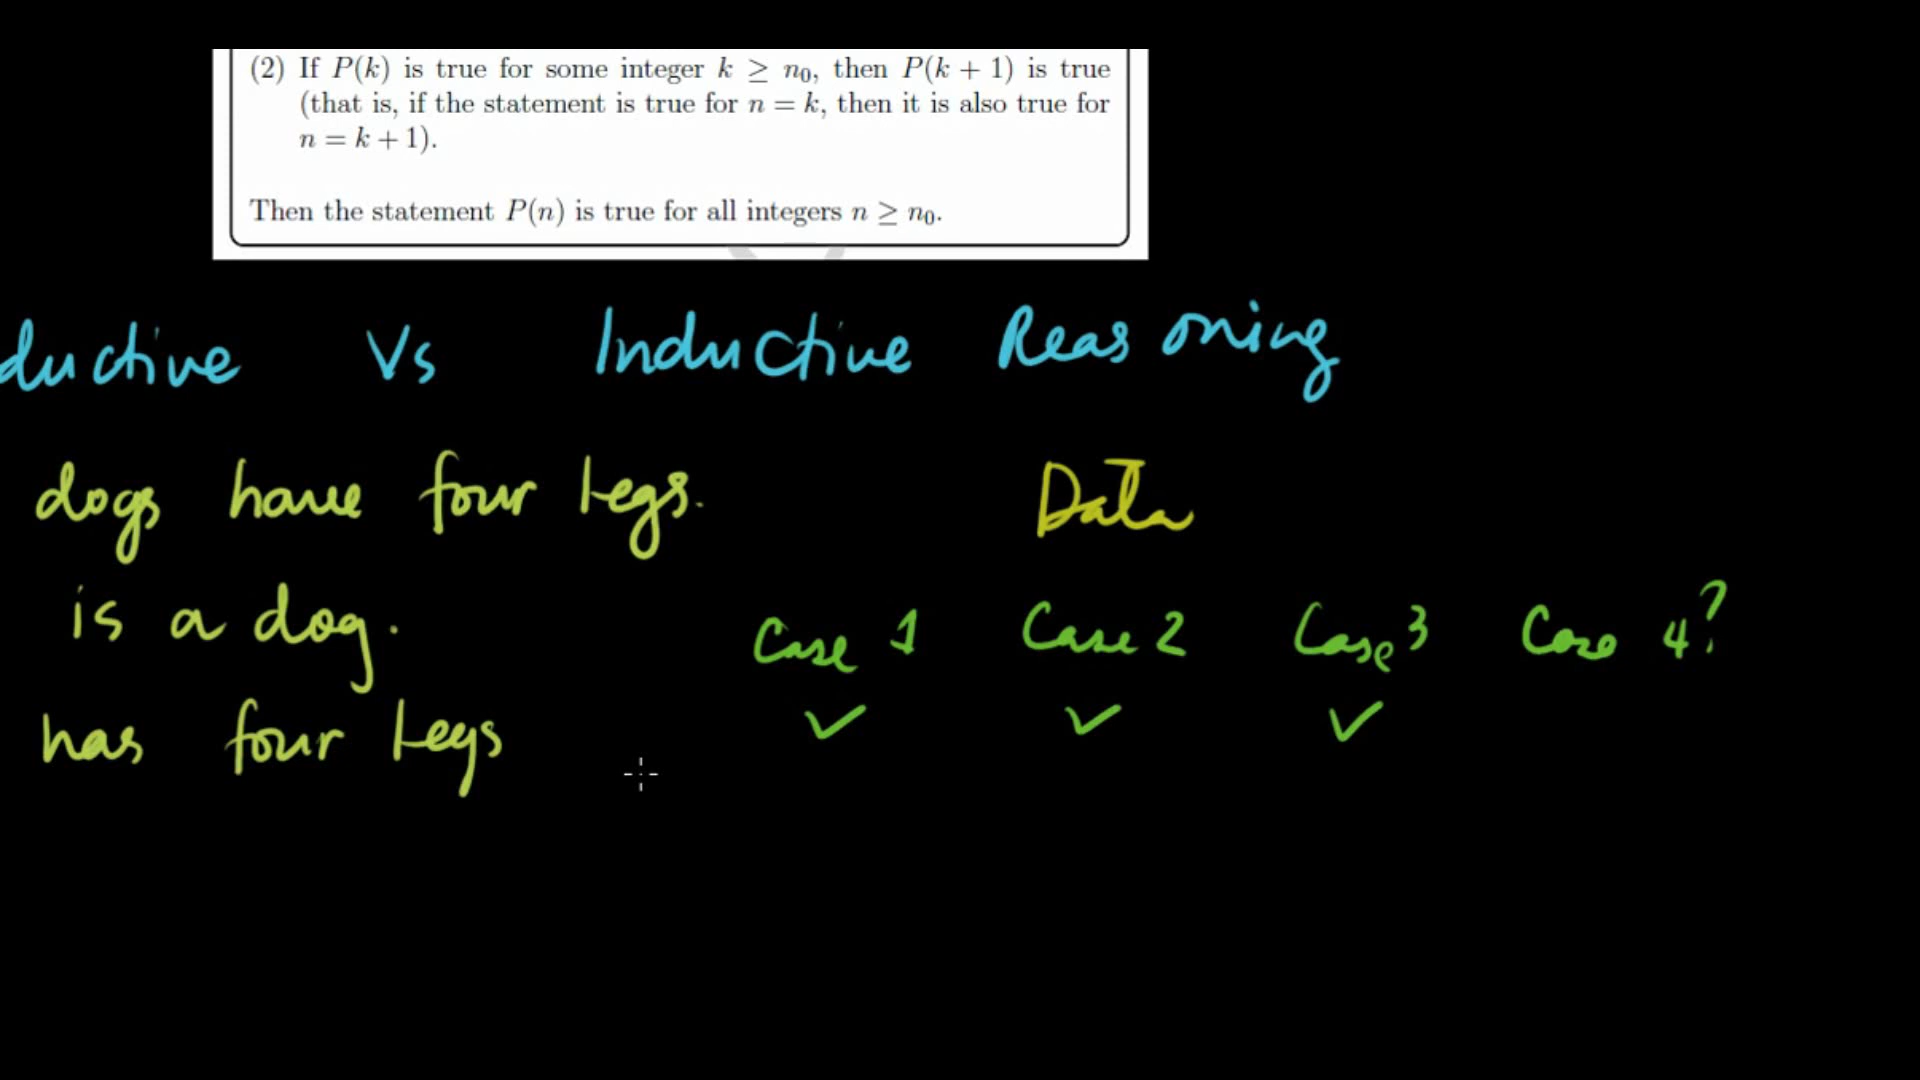 (2) If P(k) is true for some integer k ≥ n₀, then P(k + 1) is true
(that is, if the statement is true for n = k, then it is also true for
n = k + 1).
Then the statement P(n) is true for all integers n ≥ n₀.
ductive Vs Inductive Reasoning
dogs have four legs.
Data
is a dog.
Case 1 Case 2 Case 3 Case 4?
has four legs